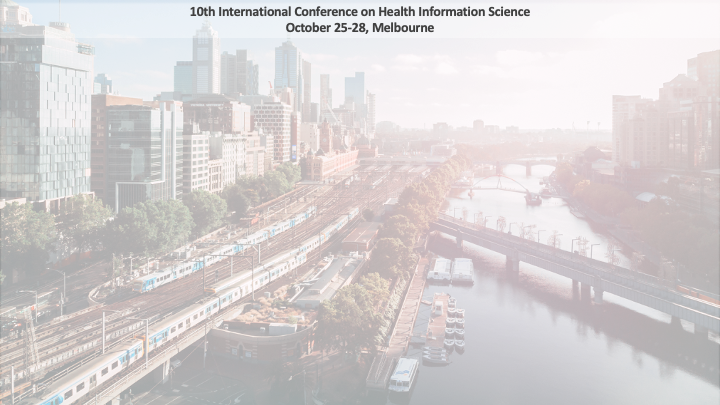 10th International Conference on Health Information Science
October 25-28, Melbourne